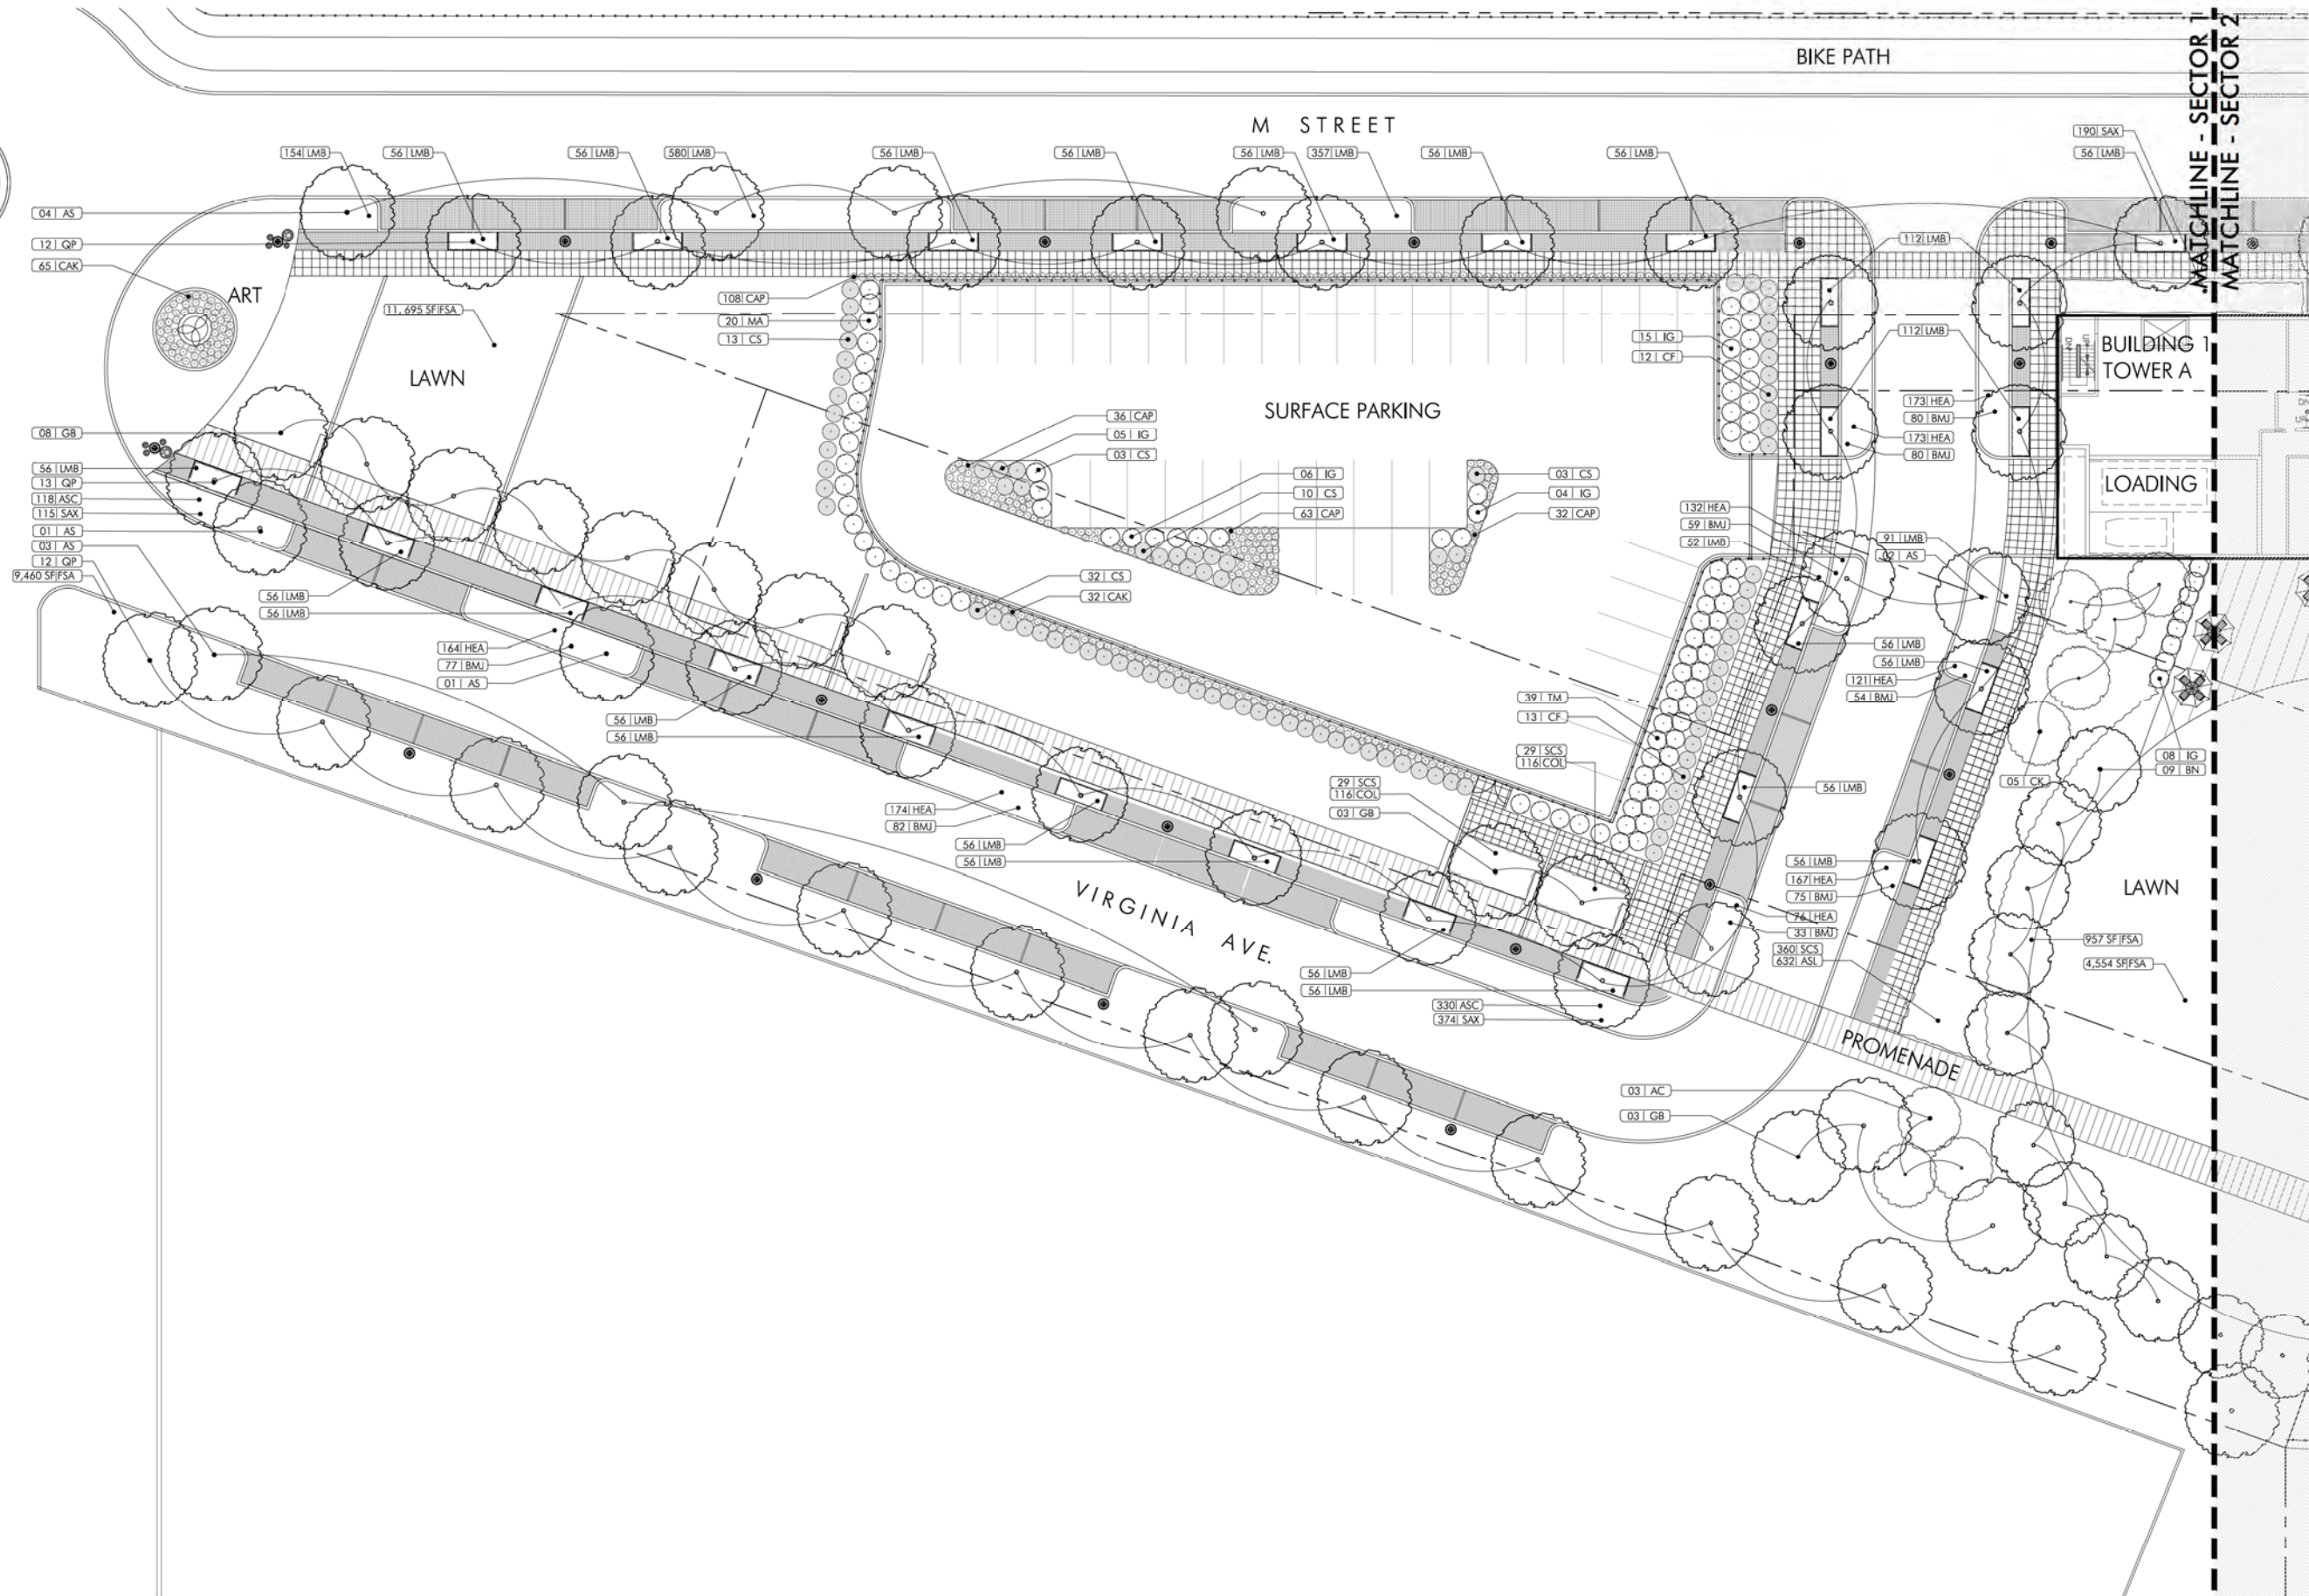 BIKE PATH
MATCHLINE - SECTOR 1
MATCHLINE - SECTOR 2
M STREET
190| SAX
56 | LMB
154| LMB
56 | LMB
56 | LMB
580| LMB
56 | LMB
56 | LMB
56 | LMB
357| LMB
56 | LMB
56 | LMB
04 | AS
12 | QP
65 | CAK
ART
11, 695 SF|FSA
LAWN
108| CAP
20 | MA
13 | CS
112| LMB
112| LMB
15 | IG
12 | CF
BUILDING 1
TOWER A
UP
DN
SURFACE PARKING
36 | CAP
05 | IG
03 | CS
06 | IG
10 | CS
63 | CAP
03 | CS
04 | IG
32 | CAP
173| HEA
80 | BMJ
173| HEA
80 | BMJ
LOADING
08 | GB
56 | LMB
13 | QP
118| ASC
115| SAX
01 | AS
03 | AS
12 | QP
9,460 SF|FSA
56 | LMB
56 | LMB
132| HEA
59 | BMJ
52 | LMB
91 | LMB
02 | AS
32 | CS
32 | CAK
164| HEA
77 | BMJ
01 | AS
56 | LMB
56 | LMB
121| HEA
54 | BMJ
56 | LMB
56 | LMB
39 | TM
13 | CF
29 | SCS
116| COL
29 | SCS
116| COL
03 | GB
08 | IG
09 | BN
05 | CK
56 | LMB
174| HEA
82 | BMJ
56 | LMB
56 | LMB
56 | LMB
167| HEA
75 | BMJ
76 | HEA
33 | BMJ
360| SCS
632| ASL
LAWN
957 SF|FSA
4,554 SF|FSA
VIRGINIA AVE.
56 | LMB
56 | LMB
330| ASC
374| SAX
PROMENADE
03 | AC
03 | GB